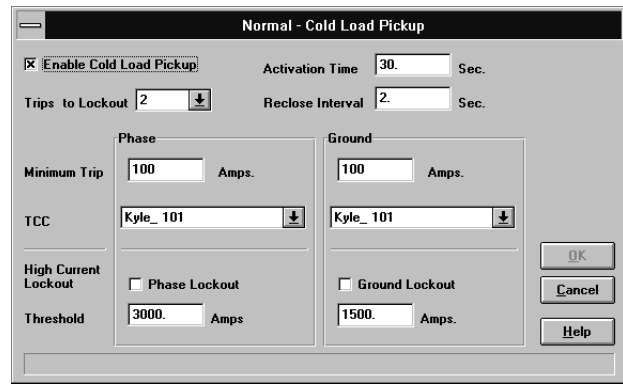 Normal - Cold Load Pickup
Enable Cold Load Pickup
Activation Time 30. Sec.
Trips to Lockout 2
Reclose Interval 2. Sec.
Phase Ground
Minimum Trip 100 Amps. 100 Amps.
TCC Kyle_ 101 Kyle_ 101
High Current
Lockout Phase Lockout Ground Lockout
Threshold 3000. Amps 1500. Amps.
OK
Cancel
Help